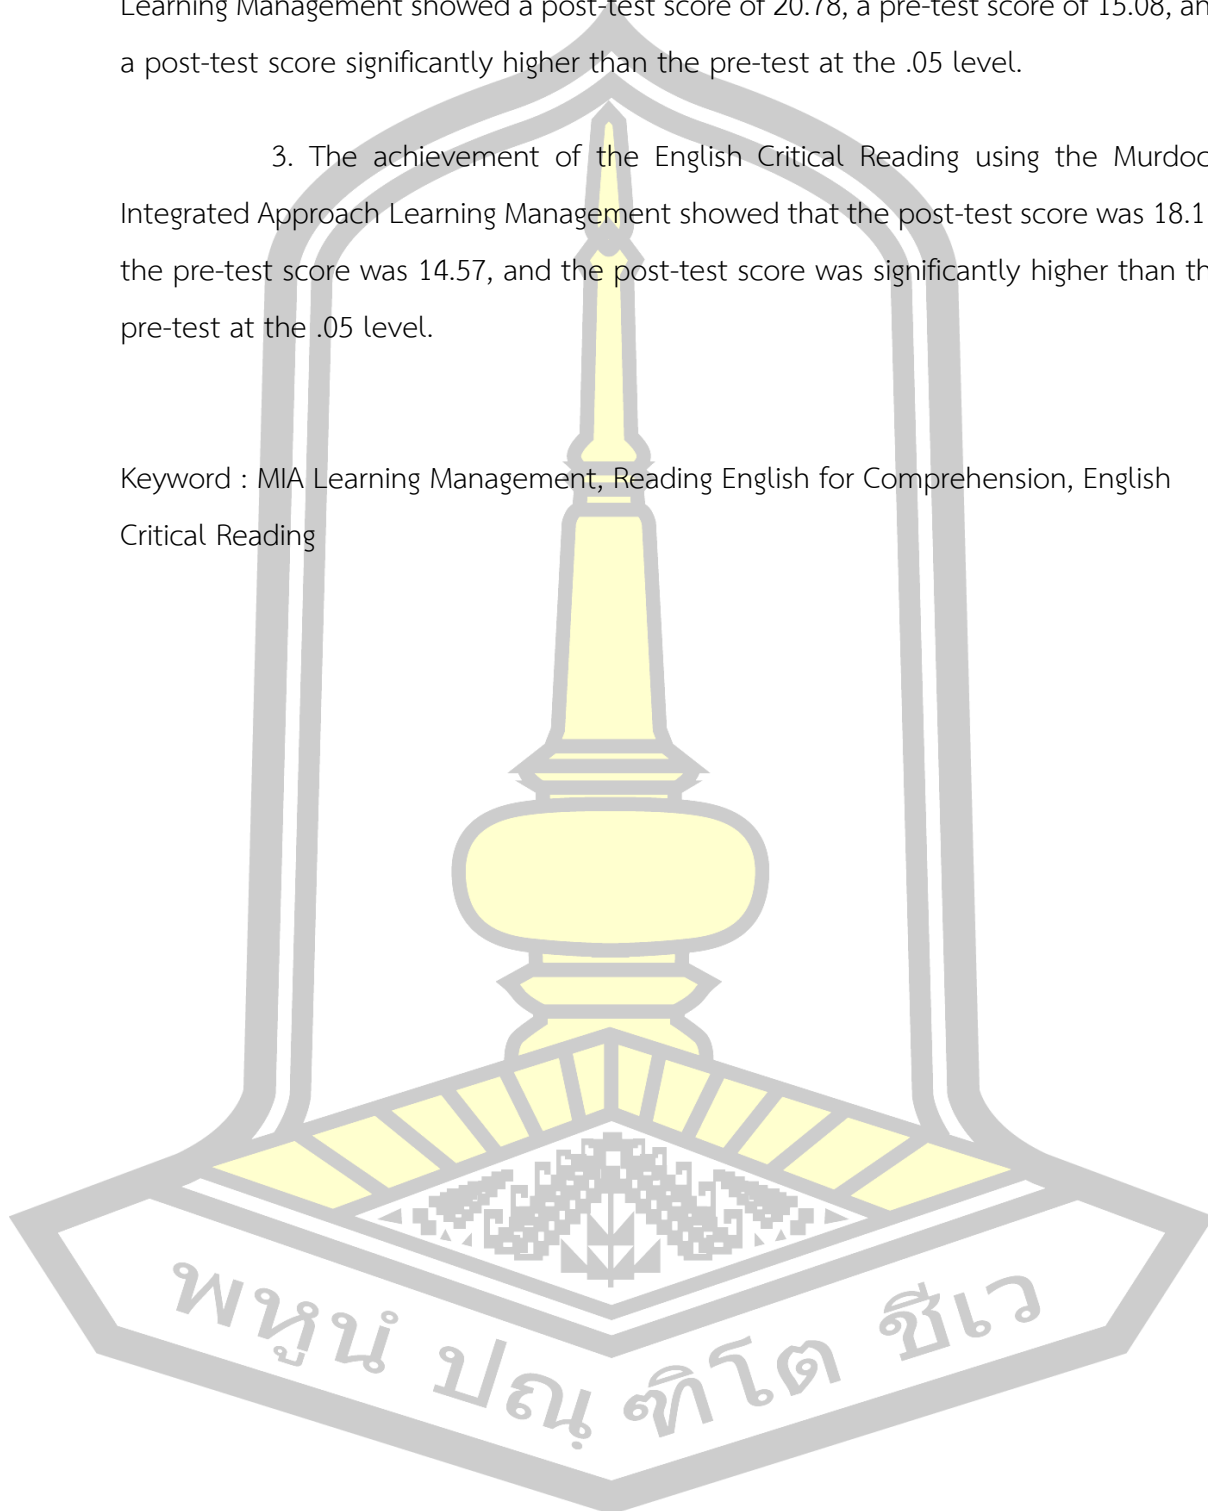 Learning Management showed a post-test score of 20.78, a pre-test score of 15.08, an
a post-test score significantly higher than the pre-test at the .05 level.
3. The achievement of the English Critical Reading using the Murdoc
Integrated Approach Learning Management showed that the post-test score was 18.1
the pre-test score was 14.57, and the post-test score was significantly higher than th
pre-test at the .05 level.
Keyword : MIA Learning Management, Reading English for Comprehension, English
Critical Reading
พหูนํ ปณฺฑิโต ชีเว